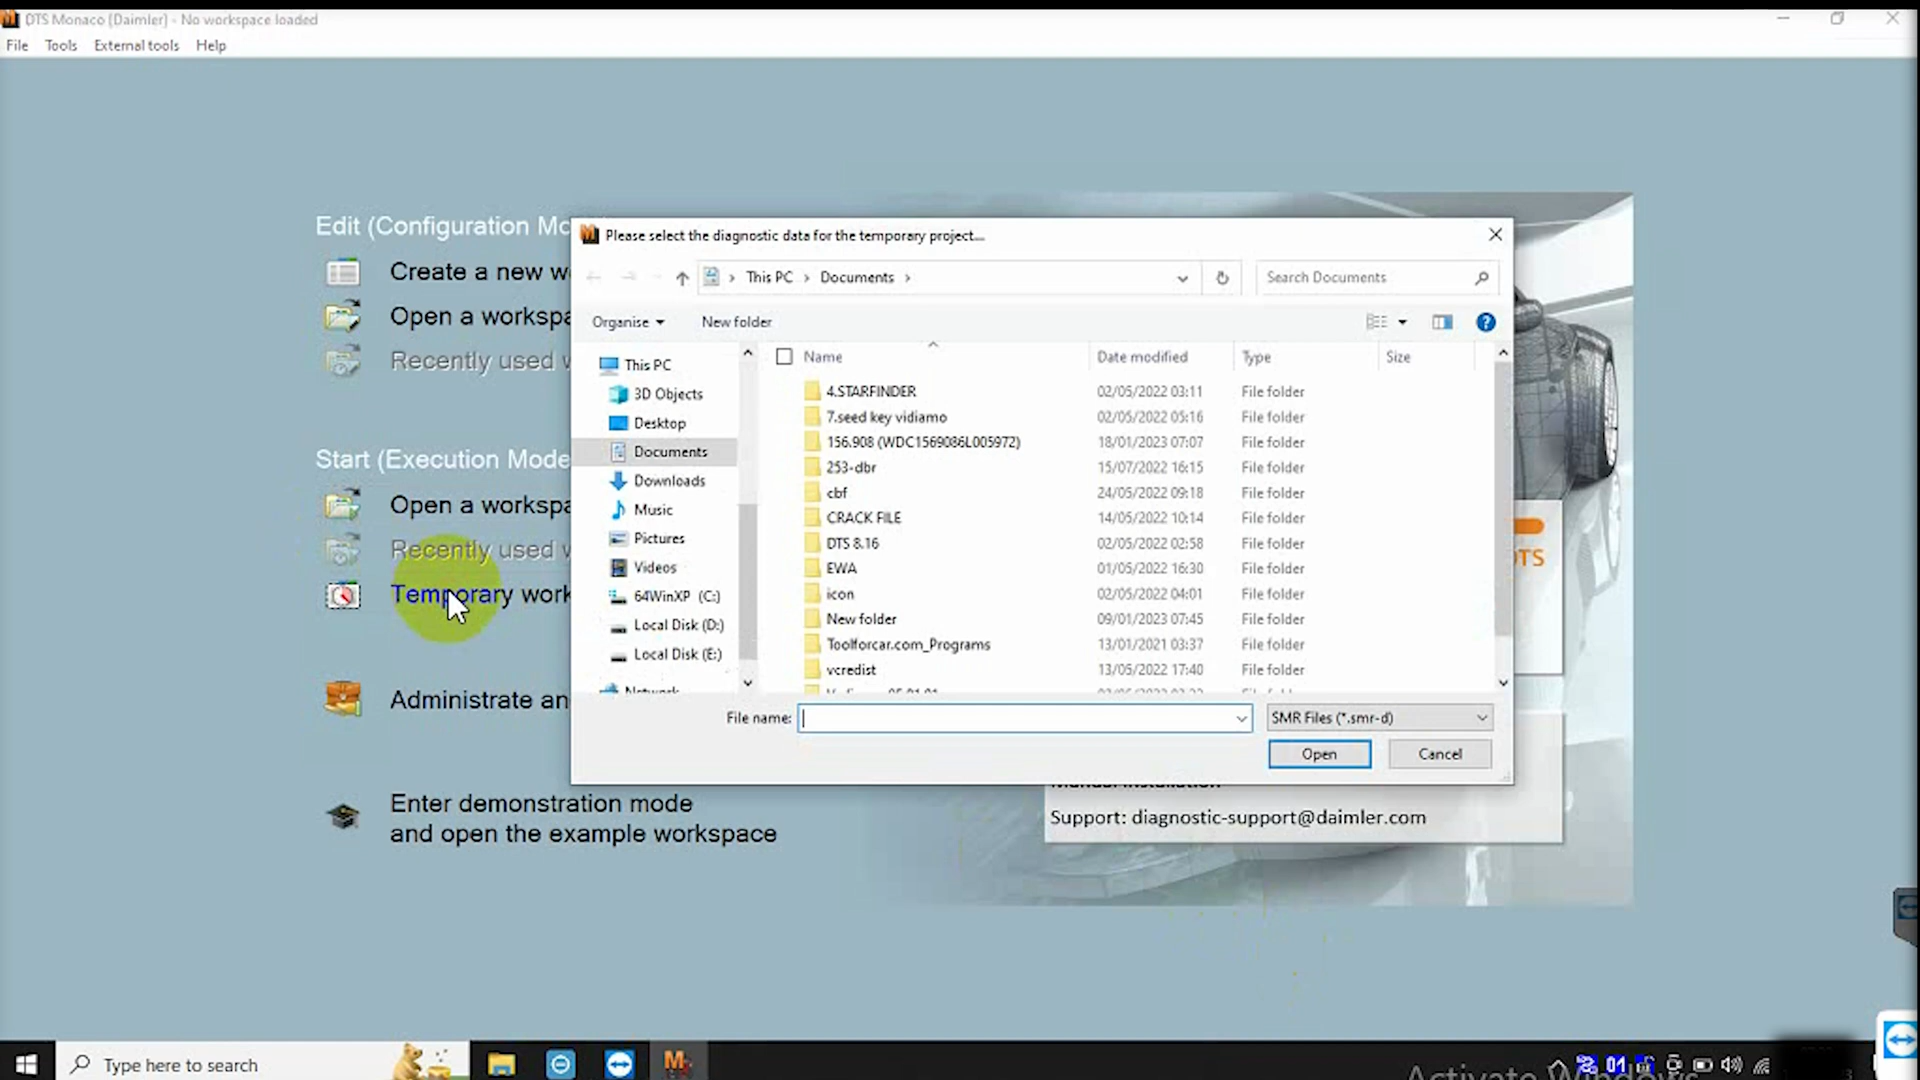 DTS Monaco (Daimler) - No workspace loaded
File Tools External tools Help
Edit (Configuration Mo
Create a new w
Open a workspa
Recently used w
Start (Execution Mode
Open a workspa
Recently used w
Temporary work
Administrate an
Enter demonstration mode
and open the example workspace
Please select the diagnostic data for the temporary project...
This PC Documents
Search Documents
Organise New folder
This PC
3D Objects
Desktop
Documents
Downloads
Music
Pictures
Videos
64WinXP (C:)
Local Disk (D:)
Local Disk (E:)
Network
Name Date modified Type Size
4.STARFINDER 02/05/2022 03:11 File folder
7.seed key vidiamo 02/05/2022 05:16 File folder
156.908 (WDC1569086L005972) 18/01/2023 07:07 File folder
253-dbr 15/07/2022 16:15 File folder
cbf 24/05/2022 09:18 File folder
CRACK FILE 14/05/2022 10:14 File folder
DTS 8.16 02/05/2022 02:58 File folder
EWA 01/05/2022 16:30 File folder
icon 02/05/2022 04:01 File folder
New folder 09/01/2023 07:45 File folder
Toolforcar.com_Programs 13/01/2021 03:37 File folder
vcredist 13/05/2022 17:40 File folder
File name: SMR Files (*.smr-d)
Open Cancel
DTS
Manual Installation
Support: diagnostic-support@daimler.com
Type here to search
01
Activate Windows